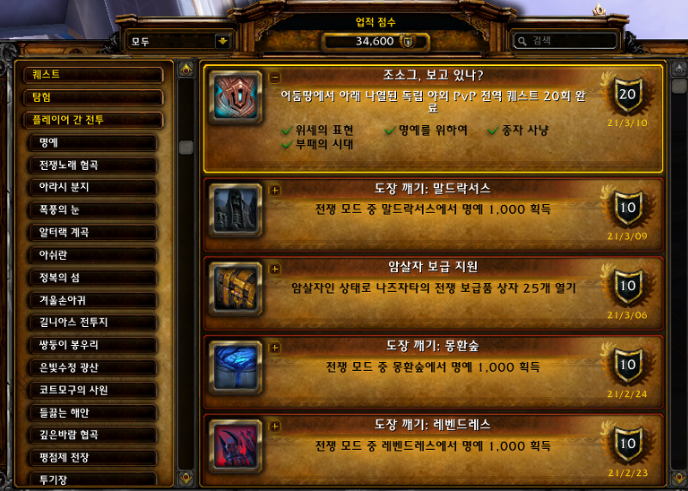 업적 점수
모두
34,600
검색
퀘스트
탐험
플레이어 간 전투
명예
전쟁노래 협곡
아라시 분지
폭풍의 눈
알터랙 계곡
아쉬란
정복의 섬
겨울손아귀
길니아스 전투지
쌍둥이 봉우리
은빛수정 광산
코트모구의 사원
들끓는 해안
깊은바람 협곡
평점제 전장
투기장
조소그, 보고 있나?
어둠땅에서 아래 나열된 독립 야외 PvP 전역 퀘스트 20회 완
료
위세의 표현
명예를 위하여
종자 사냥
부패의 시대
20
21/3/10
도장 깨기: 말드락서스
전쟁 모드 중 말드락서스에서 명예 1,000 획득
10
21/3/09
암살자 보급 지원
암살자인 상태로 나즈자타의 전쟁 보급품 상자 25개 열기
10
21/3/06
도장 깨기: 몽환숲
전쟁 모드 중 몽환숲에서 명예 1,000 획득
10
21/2/24
도장 깨기: 레벤드레스
전쟁 모드 중 레벤드레스에서 명예 1,000 획득
10
21/2/23